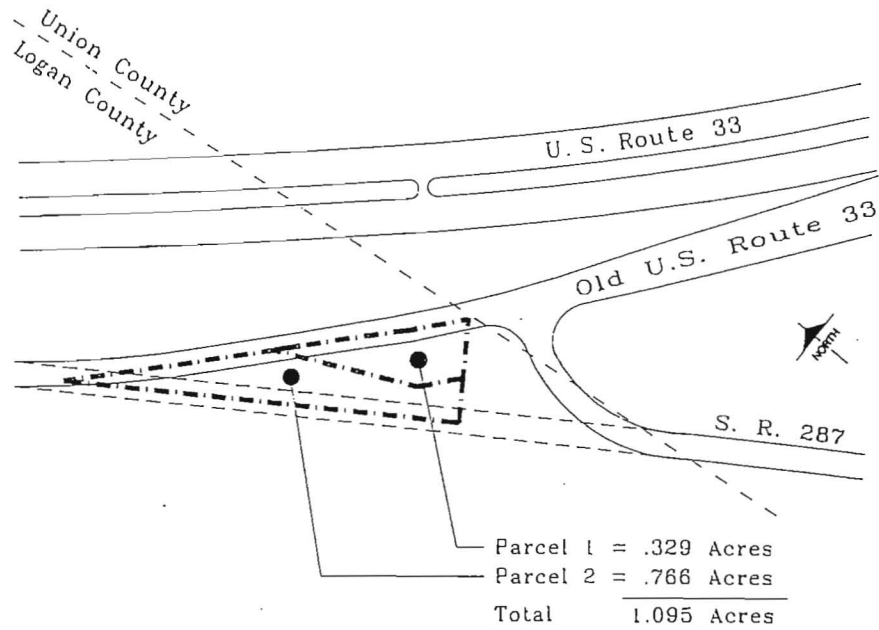 Union County
Logan County
U.S. Route 33
Old U.S. Route 33
NORTH
S. R. 287
Parcel 1 = .329 Acres
Parcel 2 = .766 Acres
Total 1.095 Acres